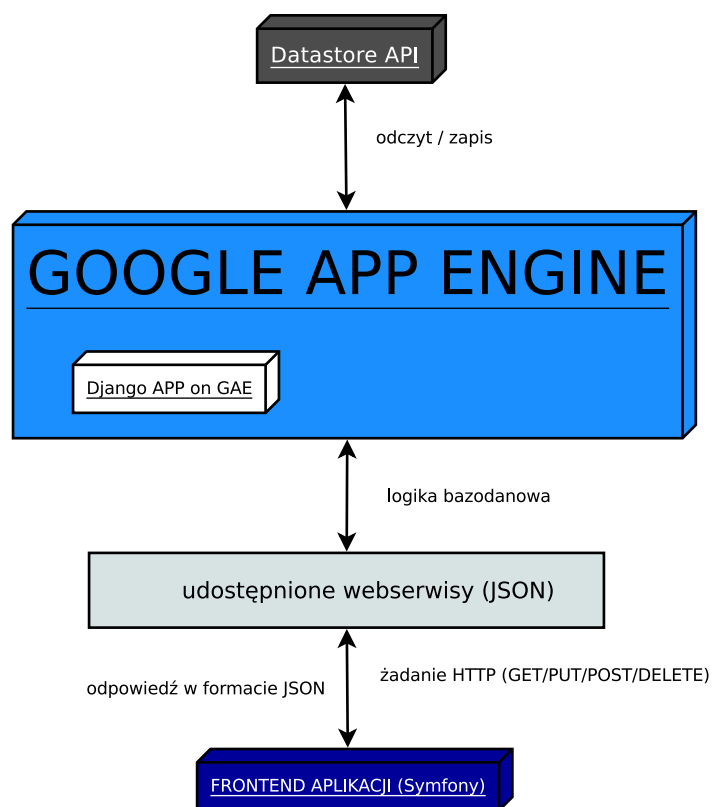 Datastore API
odczyt / zapis
GOOGLE APP ENGINE
Django APP on GAE
logika bazodanowa
udostępnione webserwisy (JSON)
odpowiedź w formacie JSON
żadanie HTTP (GET/PUT/POST/DELETE)
FRONTEND APLIKACJI (Symfony)